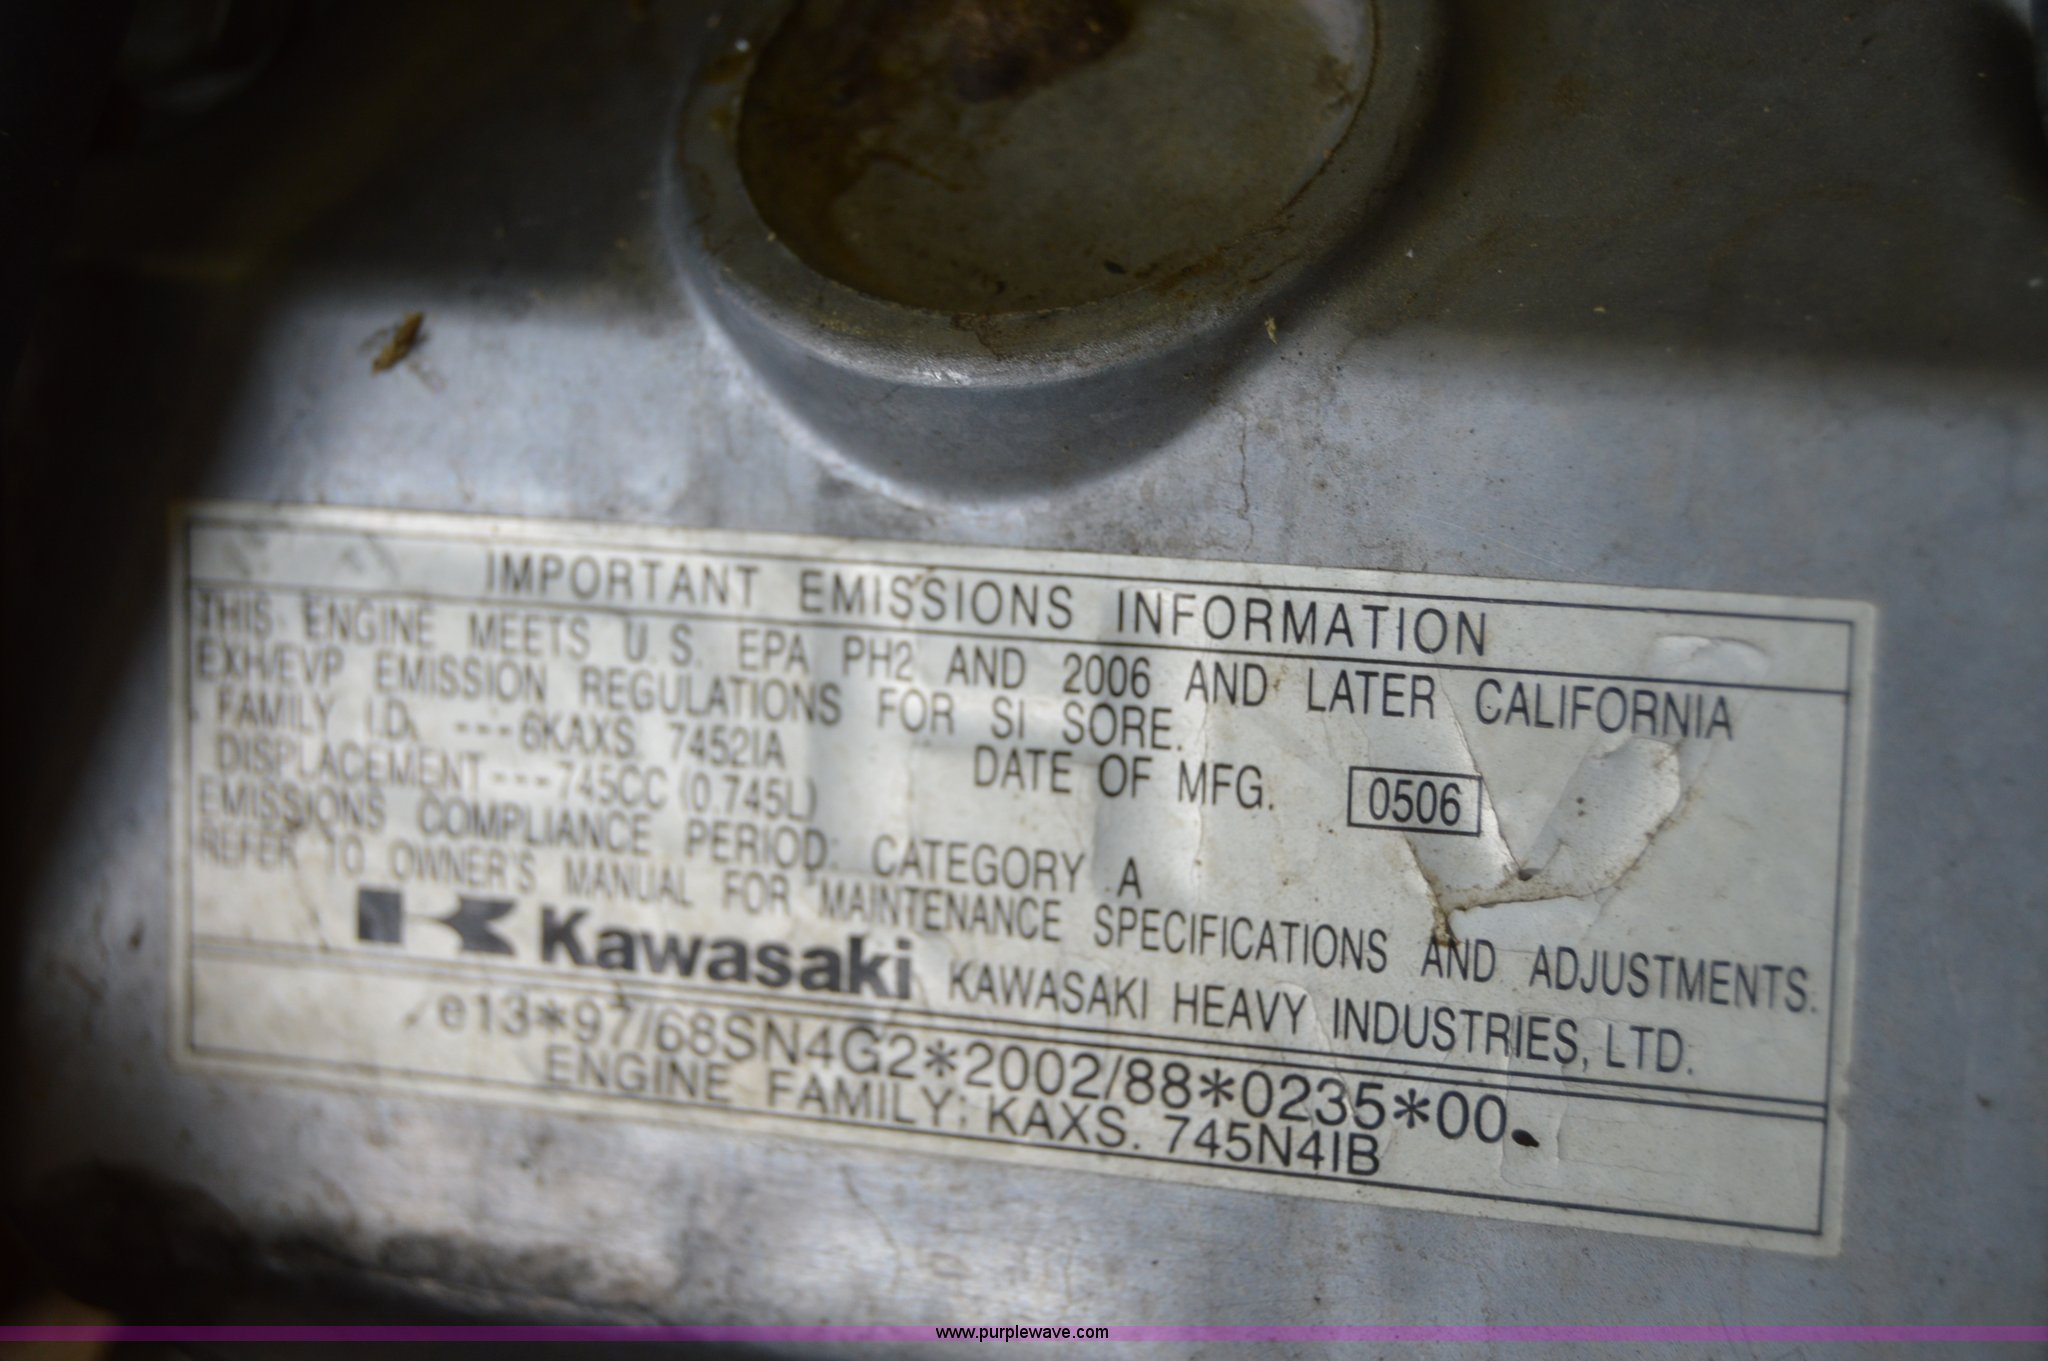 IMPORTANT EMISSIONS INFORMATION
THIS ENGINE MEETS U.S. EPA PH2 AND 2006 AND LATER CALIFORNIA
EXH/EVP EMISSION REGULATIONS FOR SI SORE.
FAMILY I.D. ---6KAXS. 7452IA
DATE OF MFG. 0506
DISPLACEMENT---745CC (0.745L)
EMISSIONS COMPLIANCE PERIOD: CATEGORY A
REFER TO OWNER'S MANUAL FOR MAINTENANCE SPECIFICATIONS AND ADJUSTMENTS.
Kawasaki KAWASAKI HEAVY INDUSTRIES, LTD.
e13*97/68SN4G2*2002/88*0235*00
ENGINE FAMILY: KAXS. 745N4IB
www.purplewave.com